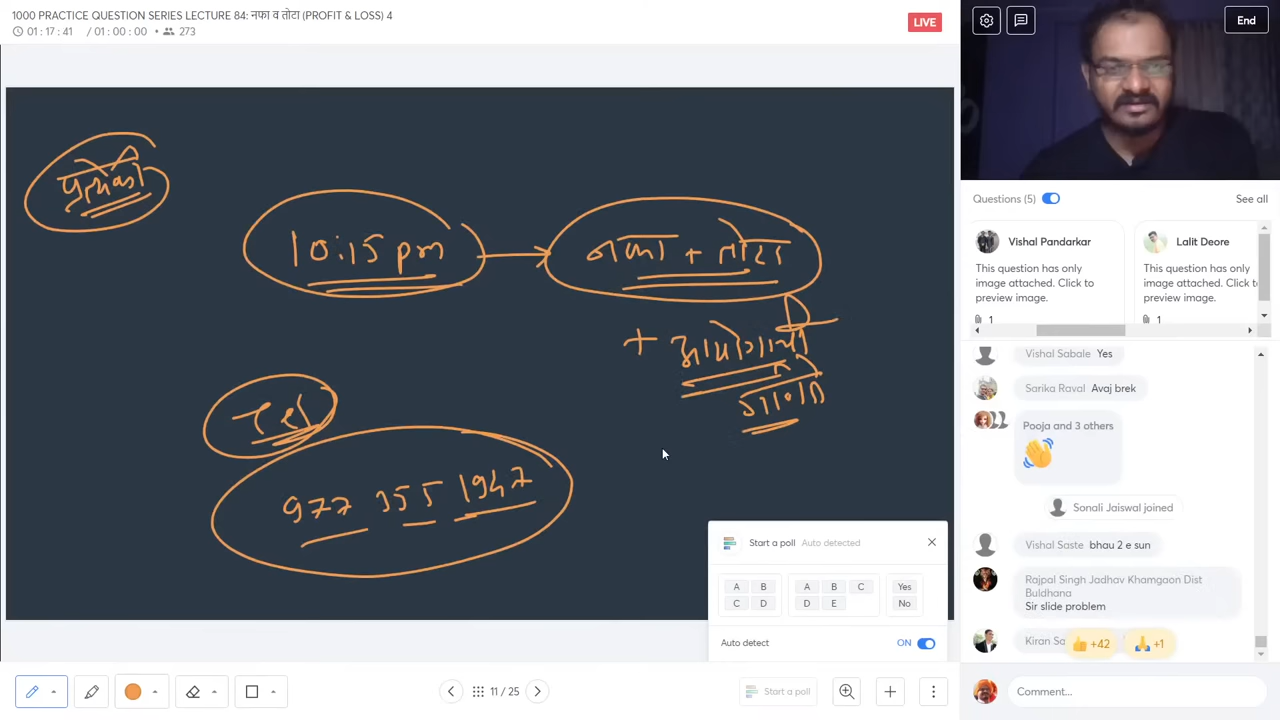 1000 PRACTICE QUESTION SERIES LECTURE 84: नफा व तोटा (PROFIT & LOSS) 4
01 : 17 : 41 / 01 : 00 : 00 • 273
LIVE
End
10:15 pm → नफा + तोटा
+
Tel
977 355 1947
Questions (5)
See all
Vishal Pandarkar
This question has only image attached. Click to preview image.
1
Lalit Deore
This question has only image attached. Click to preview image.
1
Vishal Sabale Yes
Sarika Raval Avaj brek
Pooja and 3 others
Sonali Jaiswal joined
Vishal Saste bhau 2 e sun
Rajpal Singh Jadhav Khamgaon Dist
Buldhana
Sir slide problem
Kiran Sa
+42
+1
Comment...
Start a poll Auto detected
A B
C D
A B C
D E
Yes
No
Auto detect ON
11 / 25
Start a poll